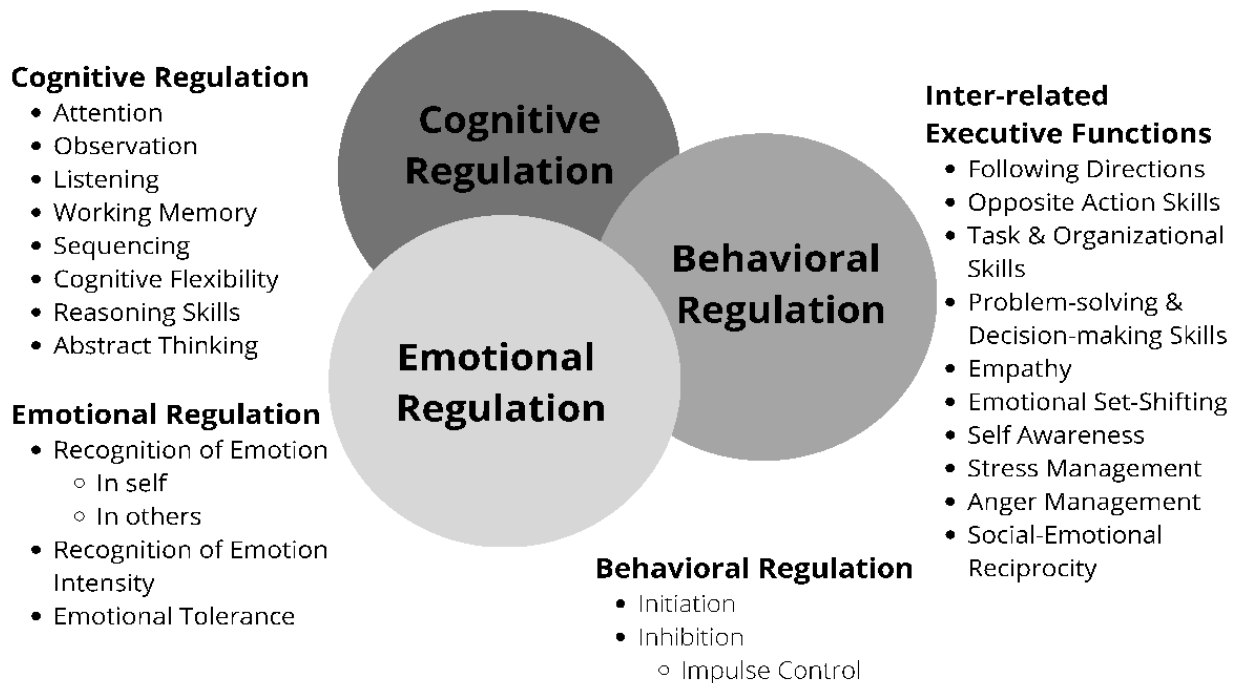 Cognitive Regulation
• Attention
• Observation
• Listening
• Working Memory
• Sequencing
• Cognitive Flexibility
• Reasoning Skills
• Abstract Thinking
Emotional Regulation
• Recognition of Emotion
○ In self
○ In others
• Recognition of Emotion
Intensity
• Emotional Tolerance
Cognitive
Regulation
Behavioral
Regulation
Emotional
Regulation
Behavioral Regulation
• Initiation
• Inhibition
○ Impulse Control
Inter-related
Executive Functions
• Following Directions
• Opposite Action Skills
• Task & Organizational
Skills
• Problem-solving &
Decision-making Skills
• Empathy
• Emotional Set-Shifting
• Self Awareness
• Stress Management
• Anger Management
• Social-Emotional
Reciprocity